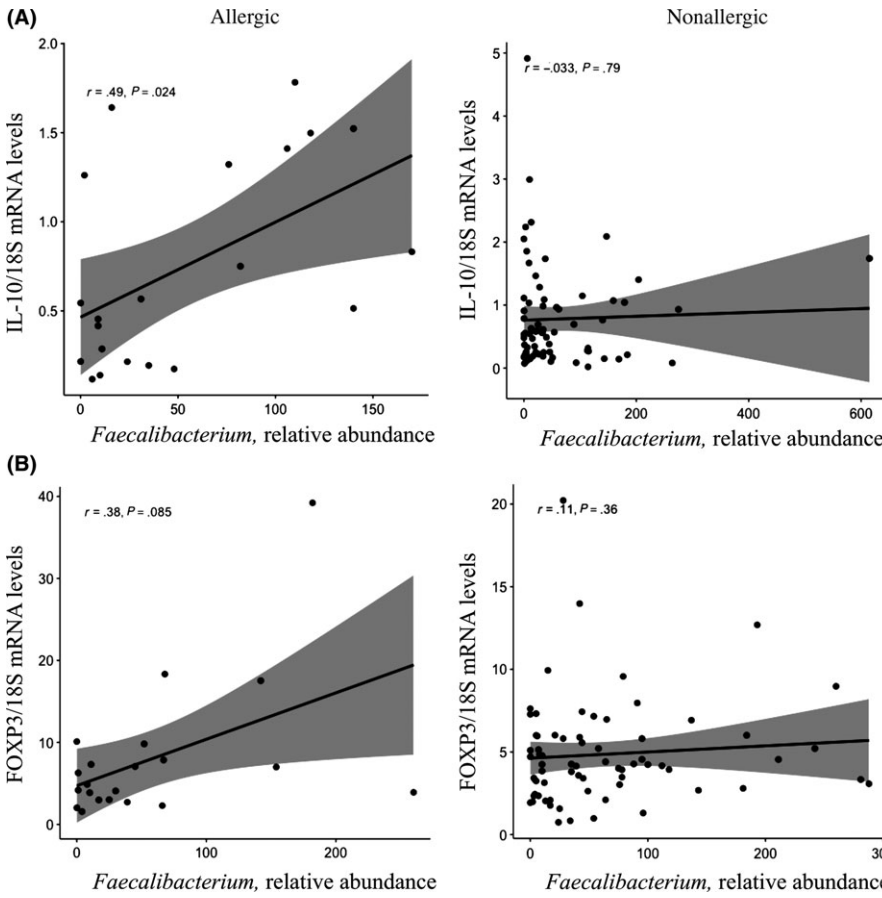 (A)
Allergic
Nonallergic
IL-10/18S mRNA levels
2.0
1.5
1.0
0.5
r = .49, P = .024
0
50
100
150
Faecalibacterium, relative abundance
IL-10/18S mRNA levels
5
4
3
2
1
0
r = -.033, P = .79
0
200
400
600
Faecalibacterium, relative abundance
(B)
FOXP3/18S mRNA levels
40
30
20
10
0
r = .38, P = .085
0
100
200
Faecalibacterium, relative abundance
FOXP3/18S mRNA levels
20
15
10
5
0
r = .11, P = .36
0
100
200
Faecalibacterium, relative abundance